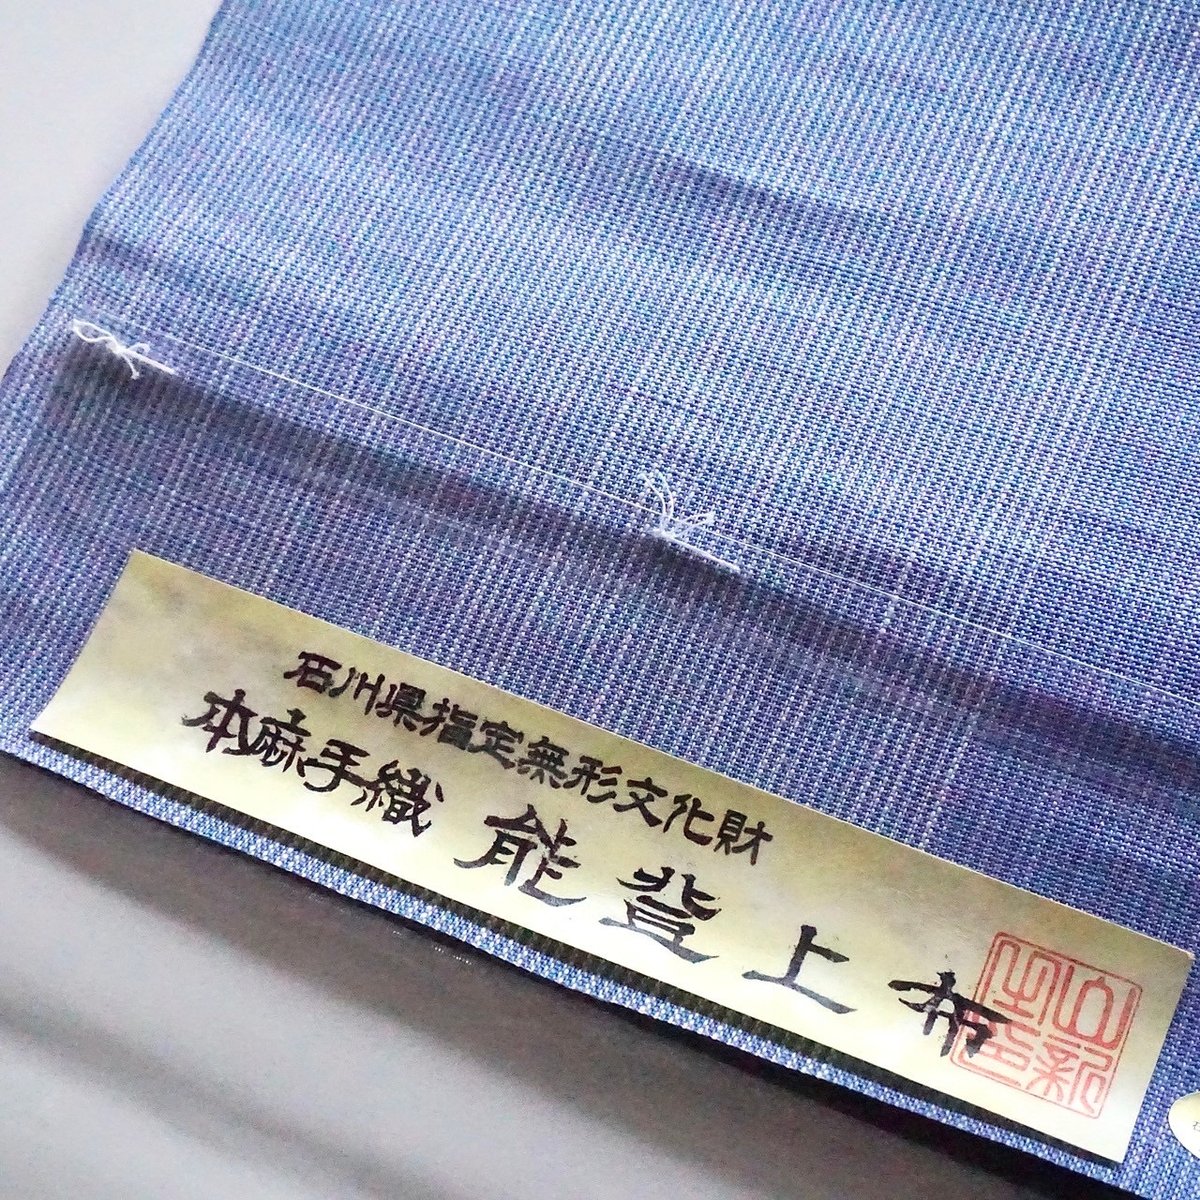 石川県指定無形文化財
本麻手織 能登上布